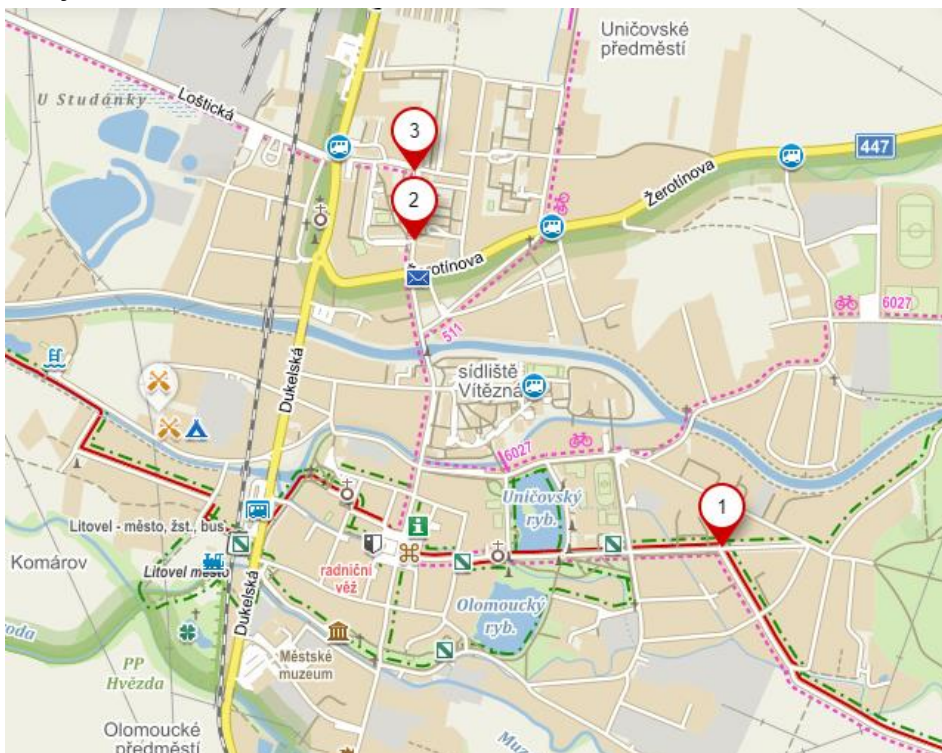 Uničovské
předměstí
U Studánky
Loštická
3
447
2
Žerotínova
Žerotínova
6027
511
Dukelská
sídliště
Vítězná
6027
Uničovský
ryb.
1
Litovel - město, žst., bus.
Komárov
Litovel město
radniční
věž
Olomoucký
ryb.
Dukelská
Městské
muzeum
PP
Hvězda
Olomoucké
předměstí